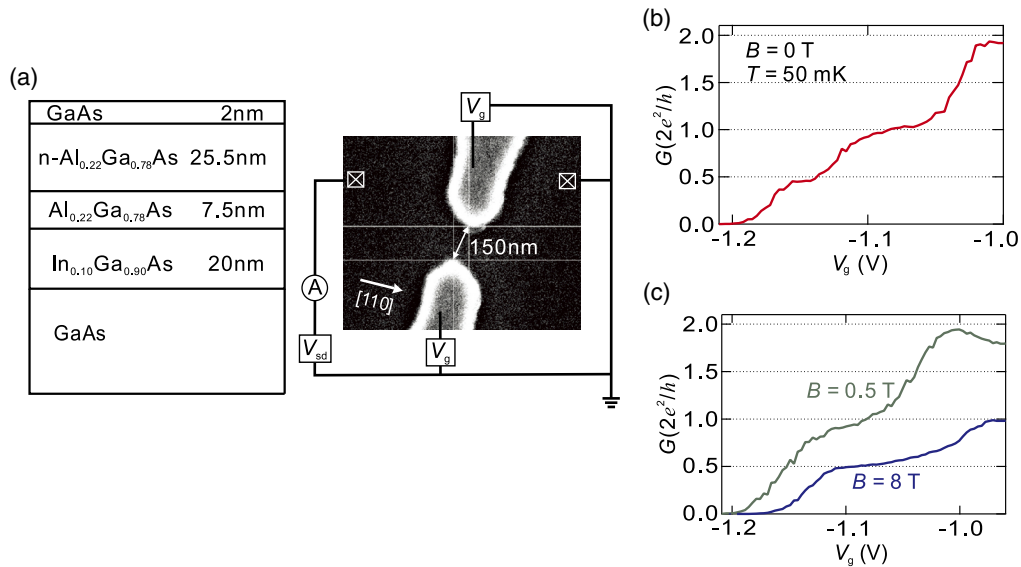 (a)
GaAs 2nm
n-Al0.22Ga0.78As 25.5nm
Al0.22Ga0.78As 7.5nm
In0.10Ga0.90As 20nm
GaAs
Vg
150nm
[110]
A
Vsd
Vg
(b)
B = 0 T
T = 50 mK
G(2e²/h)
2.0
1.5
1.0
0.5
0.0
-1.2 -1.1 -1.0
Vg (V)
(c)
G(2e²/h)
2.0
1.5
1.0
0.5
0.0
B = 0.5 T
B = 8 T
-1.2 -1.1 -1.0
Vg (V)